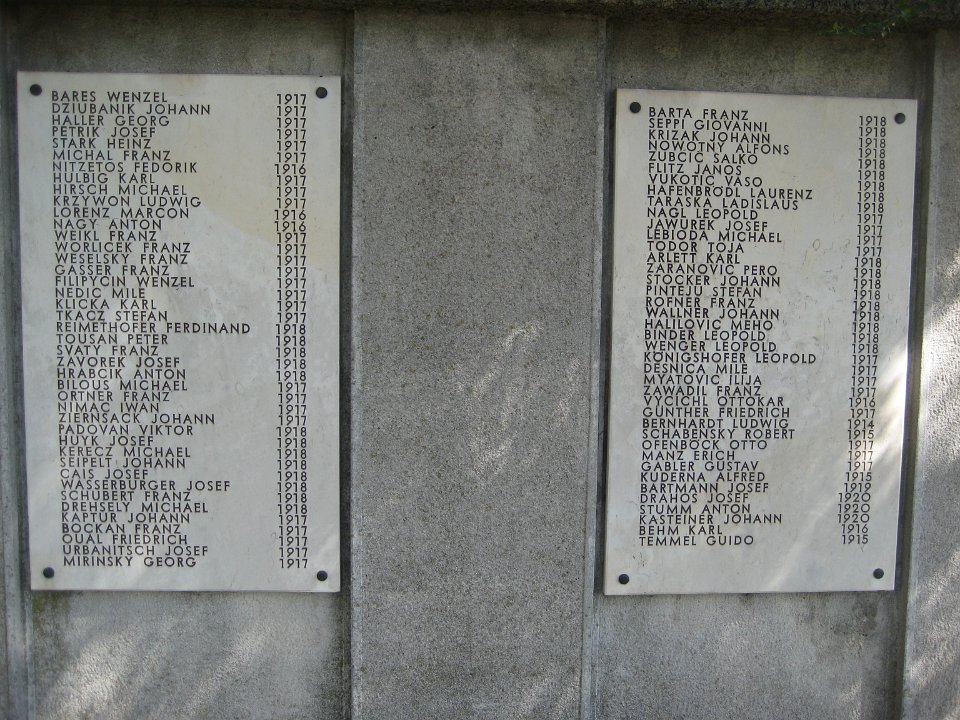 BARES WENZEL 1917
DZIUBANIK JOHANN 1917
HALLER GEORG 1917
PETRIK JOSEF 1917
STARK HEINZ 1917
MICHAL FRANZ 1917
NITZETOS FEDORIK 1916
HULBIG KARL 1917
HIRSCH MICHAEL 1917
KRZYWON LUDWIG 1917
LORENZ MARCON 1916
NAGY ANTON 1916
WEIKL FRANZ 1917
WORLICEK FRANZ 1917
WESELSKY FRANZ 1917
GASSER FRANZ 1917
FILIPYCIN WENZEL 1917
NEDIC MILE 1917
KLICKA KARL 1917
TKACZ STEFAN 1917
REIMETHOFER FERDINAND 1918
TOUSAN PETER 1918
SVATY FRANZ 1918
ZAVOREK JOSEF 1918
HRABCIK ANTON 1918
BILOUS MICHAEL 1917
ORTNER FRANZ 1917
NIMAC IWAN 1917
ZIERNSACK JOHANN 1917
PADOVAN VIKTOR 1918
HUYK JOSEF 1918
KERECZ MICHAEL 1918
SEIPELT JOHANN 1918
CAIS JOSEF 1918
WASSERBURGER JOSEF 1918
SCHUBERT FRANZ 1918
DREHSELY MICHAEL 1918
KAPTUR JOHANN 1917
BOCKAN FRANZ 1917
OUAL FRIEDRICH 1917
URBANITSCH JOSEF 1917
MIRINSKY GEORG 1917
BARTA FRANZ 1918
SEPPI GIOVANNI 1918
KRIZAK JOHANN 1918
NOWOTNY ALFONS 1918
ZUBCIC SALKO 1918
FLITZ JANOS 1918
VUKOTIC VASO 1918
HAFENBRÖDL LAURENZ 1918
TARASKA LADISLAUS 1918
NAGL LEOPOLD 1917
JAWUREK JOSEF 1917
LEBIODA MICHAEL 1917
TODOR TOJA 1917
ARLETT KARL 1918
ZARANOVIC PERO 1918
STOCKER JOHANN 1918
PINTEJU STEFAN 1918
ROFNER FRANZ 1918
WALLNER JOHANN 1918
HALILOVIC MEHO 1918
BINDER LEOPOLD 1918
WENGER LEOPOLD 1918
KÖNIGSHOFER LEOPOLD 1917
DESNICA MILE 1917
MYATOVIC ILIJA 1917
ZAWADIL FRANZ 1917
VYCICHL OTTOKAR 1916
GÜNTHER FRIEDRICH 1917
BERNHARDT LUDWIG 1914
SCHABENSKY ROBERT 1915
OFENBÖCK OTTO 1917
MANZ ERICH 1917
GABLER GUSTAV 1917
KUDERNA ALFRED 1915
BARTMANN JOSEF 1919
DRAHOS JOSEF 1920
STUMM ANTON 1920
KASTEINER JOHANN 1920
BEHM KARL 1916
TEMMEL GUIDO 1915